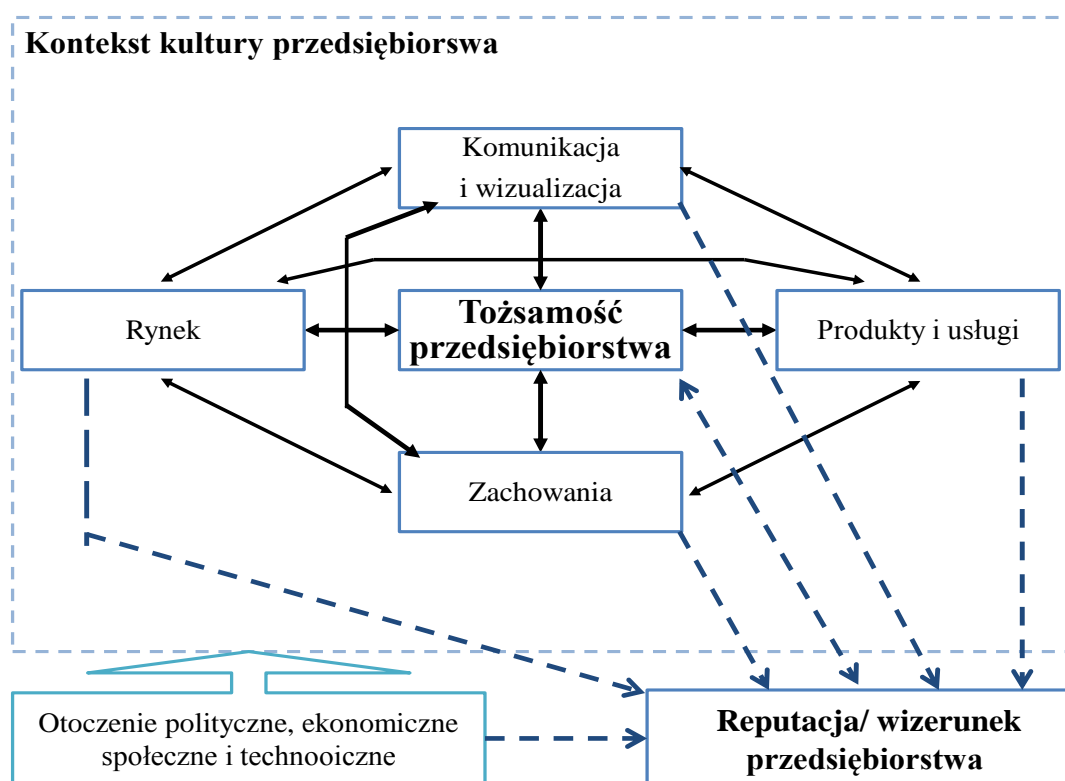 Kontekst kultury przedsiębiorswa
Komunikacja
i wizualizacja
Rynek
Tożsamość
przedsiębiorstwa
Produkty i usługi
Zachowania
Otoczenie polityczne, ekonomiczne
społeczne i technooiczne
Reputacja/ wizerunek
przedsiębiorstwa